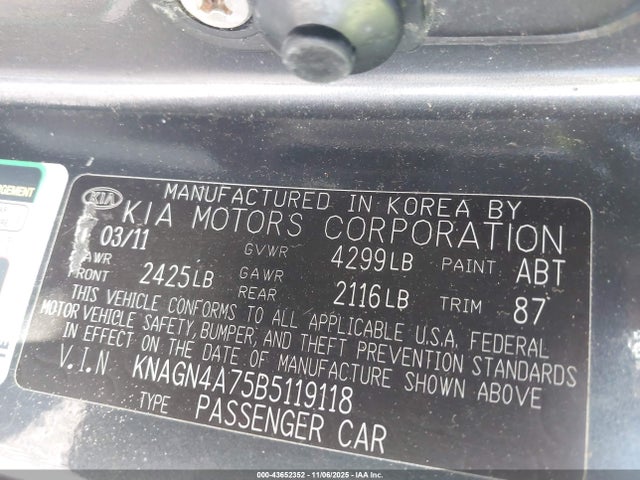 MANUFACTURED IN KOREA BY
KIA KIA MOTORS CORPORATION
03/11 GVWR 4299LB PAINT ABT
FRONT 2425LB GAWR REAR 2116LB TRIM 87
THIS VEHICLE CONFORMS TO ALL APPLICABLE U.S.A. FEDERAL
MOTOR VEHICLE SAFETY, BUMPER, AND THEFT PREVENTION STANDARDS
IN EFFECT ON THE DATE OF MANUFACTURE SHOWN ABOVE
V.I.N KNAGN4A75B5119118
TYPE PASSENGER CAR
000-43652352 11/06/2025 IAA, INC.